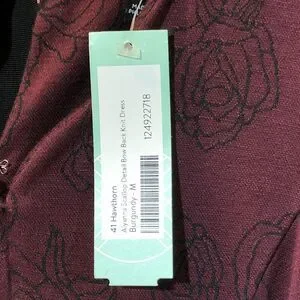 41 Hawthorn
Scallop Detail Bow Back Knit Dress
Burgundy - M
124922718